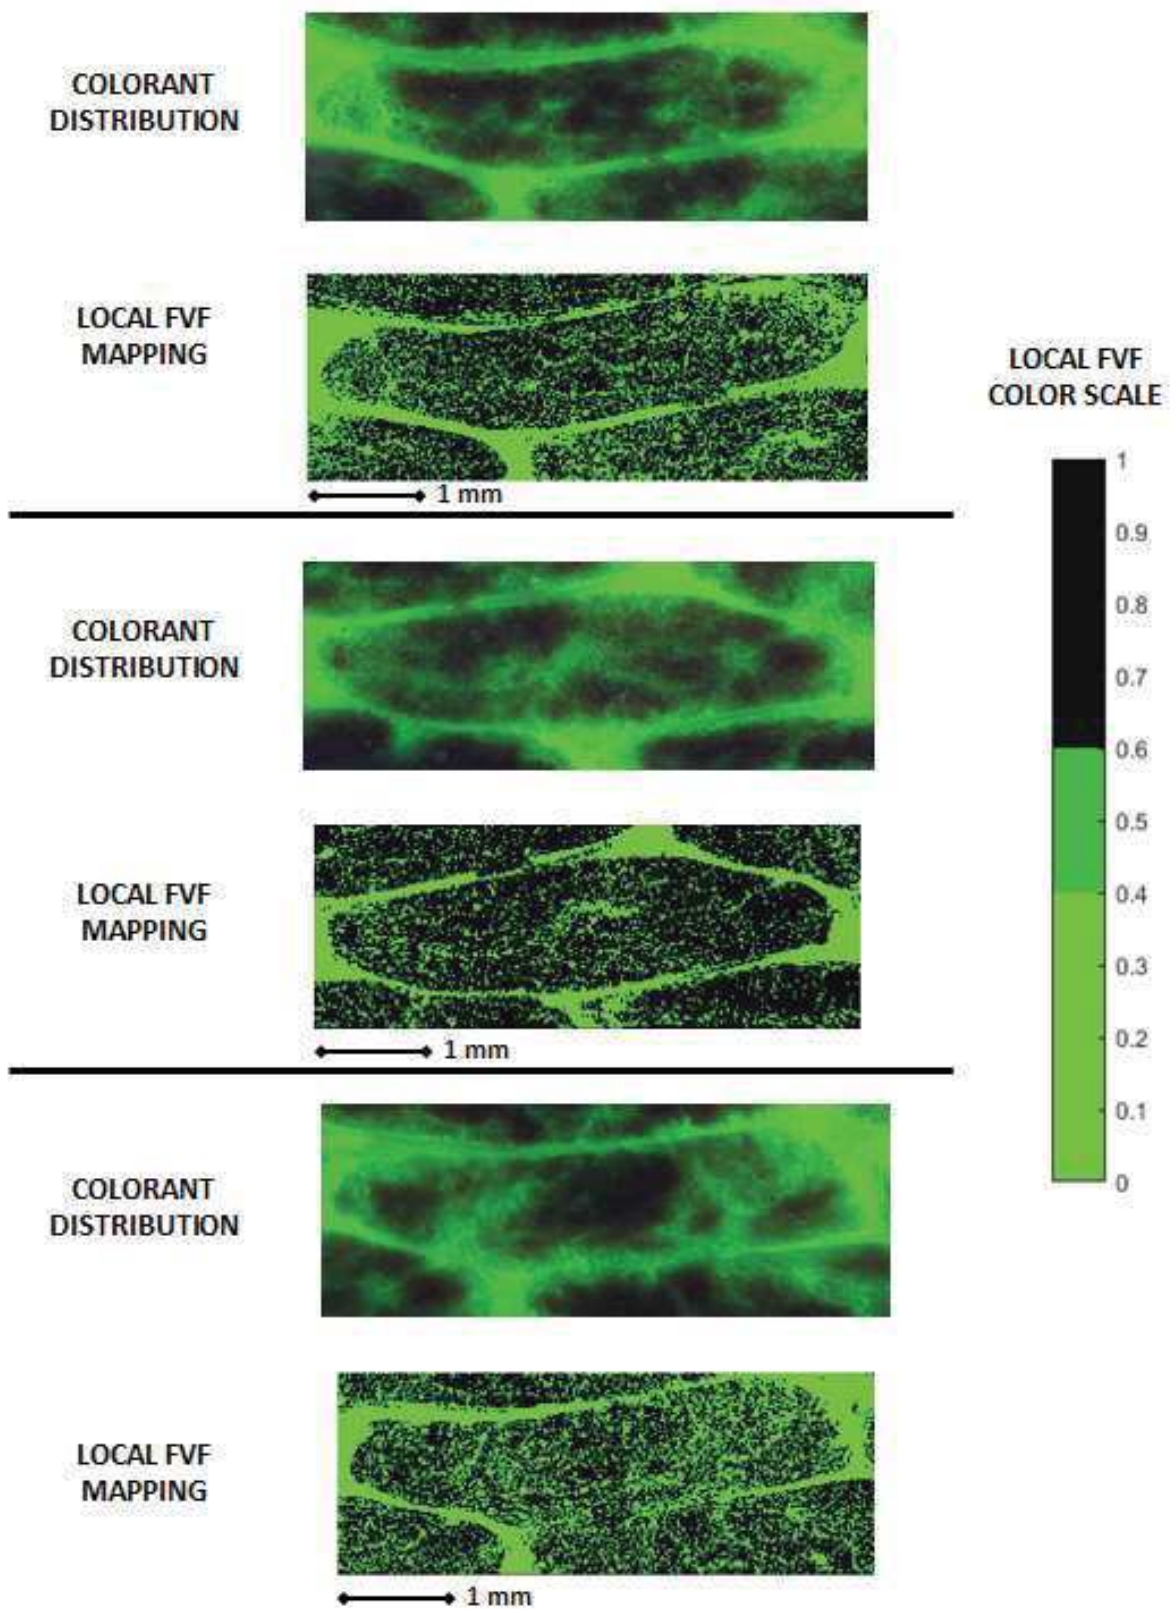 COLORANT
DISTRIBUTION
LOCAL FVF
MAPPING
1 mm
LOCAL FVF
COLOR SCALE
1
0.9
0.8
0.7
0.6
0.5
0.4
0.3
0.2
0.1
0
COLORANT
DISTRIBUTION
LOCAL FVF
MAPPING
1 mm
COLORANT
DISTRIBUTION
LOCAL FVF
MAPPING
1 mm